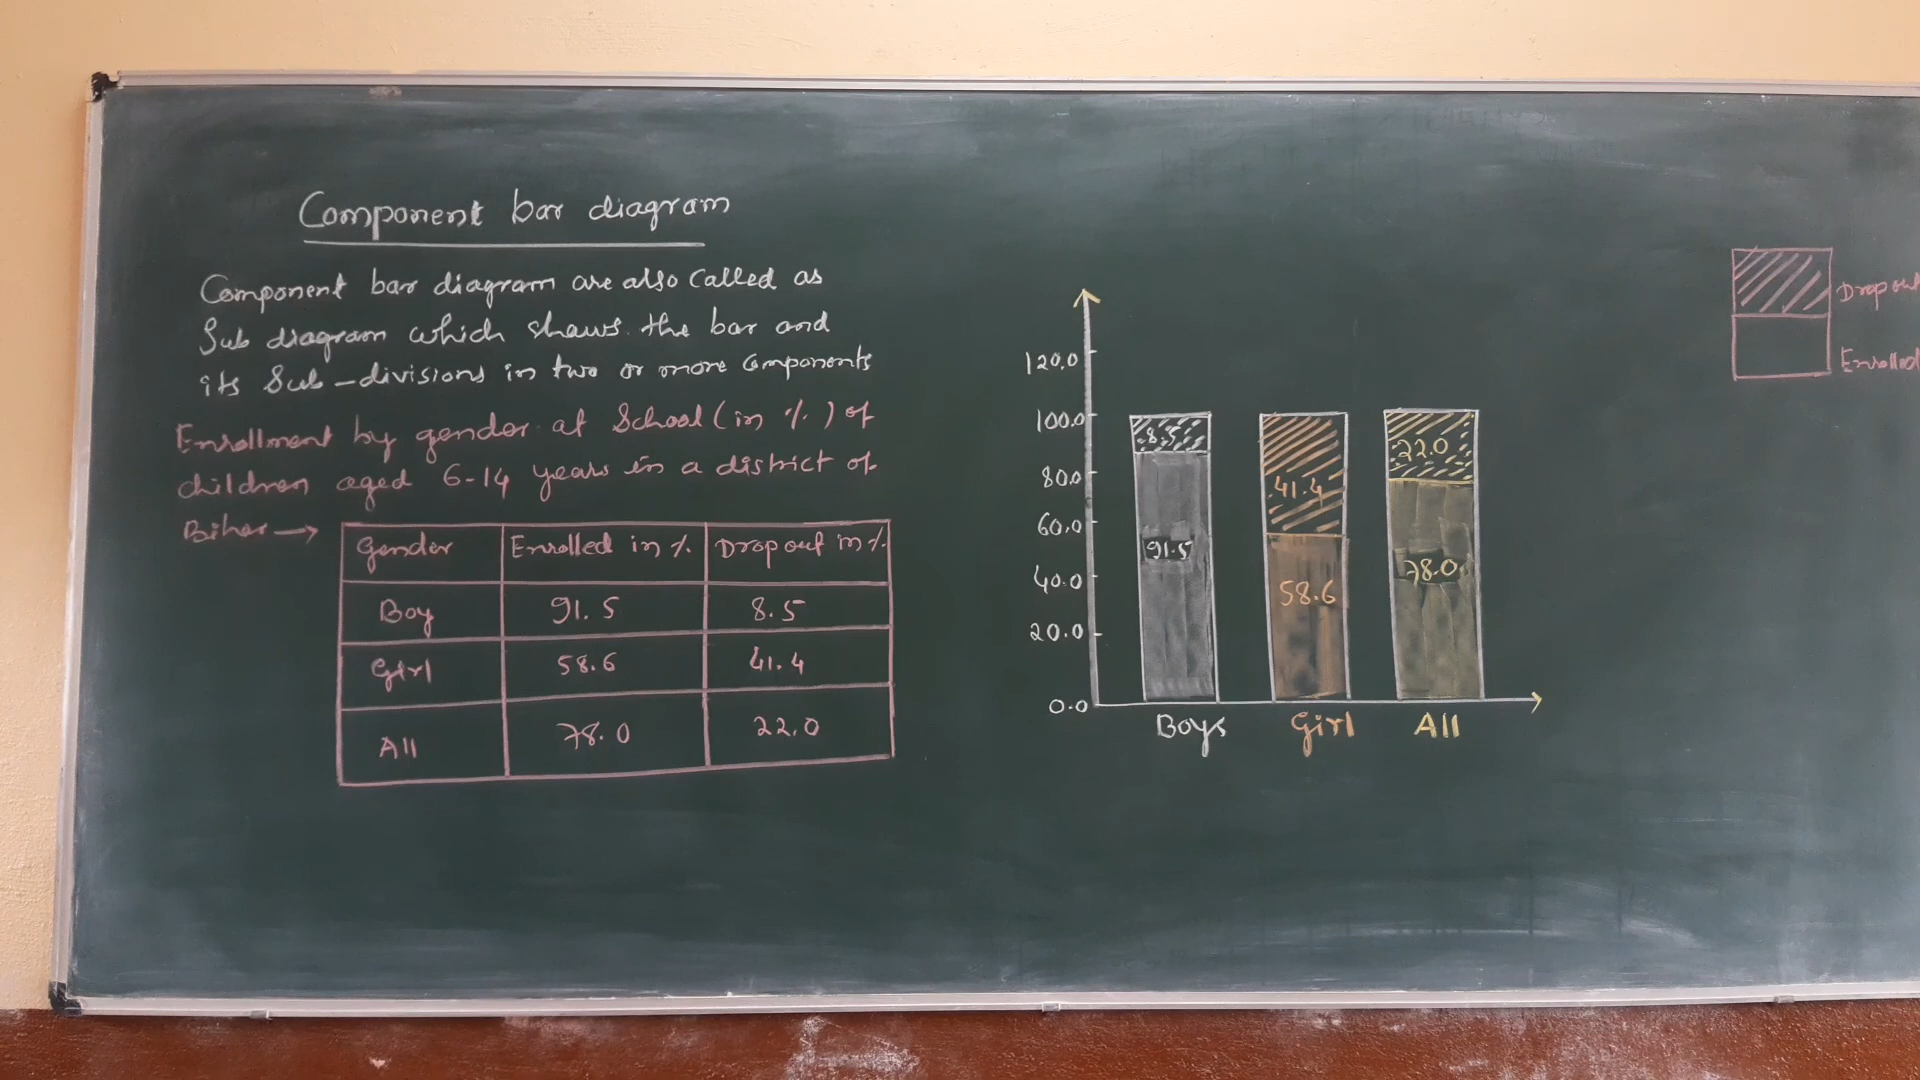 Component bar diagram
Component bar diagram are also called as
Sub diagram which shows the bar and
its Sub-divisions in two or more components
Enrollment by gender at School (in %) of
children aged 6-14 years in a district of
Bihar →
Gender Enrolled in % Drop out in %
Boy 91.5 8.5
Girl 58.6 41.4
All 78.0 22.0
120.0
100.0
80.0
60.0
40.0
20.0
0.0
8.5
91.5
41.4
58.6
22.0
78.0
Boys Girl All
Drop out
Enrolled